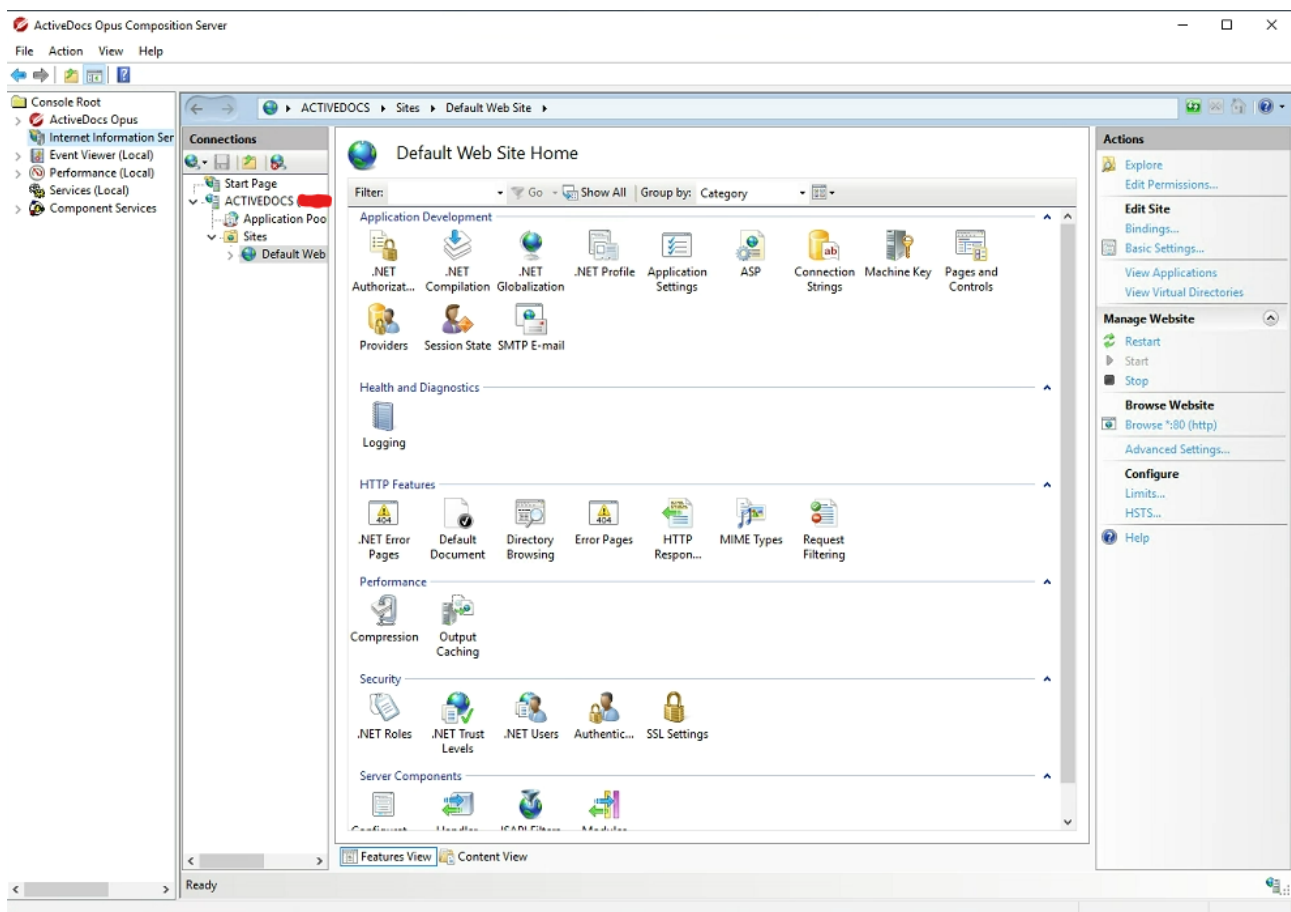 ActiveDocs Opus Composition Server
File Action View Help
Console Root
ActiveDocs Opus
Internet Information Ser
Event Viewer (Local)
Performance (Local)
Services (Local)
Component Services
ACTIVEDOCS Sites Default Web Site
Connections
Start Page
ACTIVEDOCS (
Application Poo
Sites
Default Web
Default Web Site Home
Filter: Go Show All Group by: Category
Application Development
.NET Authorizat...
.NET Compilation
.NET Globalization
.NET Profile
Application Settings
ASP
Connection Strings
Machine Key
Pages and Controls
Providers
Session State
SMTP E-mail
Health and Diagnostics
Logging
HTTP Features
.NET Error Pages
Default Document
Directory Browsing
Error Pages
HTTP Respon...
MIME Types
Request Filtering
Performance
Compression
Output Caching
Security
.NET Roles
.NET Trust Levels
.NET Users
Authentic...
SSL Settings
Server Components
Configurat...
Handler
ISAPI Filters
Modules
Features View Content View
Ready
Actions
Explore
Edit Permissions...
Edit Site
Bindings...
Basic Settings...
View Applications
View Virtual Directories
Manage Website
Restart
Start
Stop
Browse Website
Browse *:80 (http)
Advanced Settings...
Configure
Limits...
HSTS...
Help